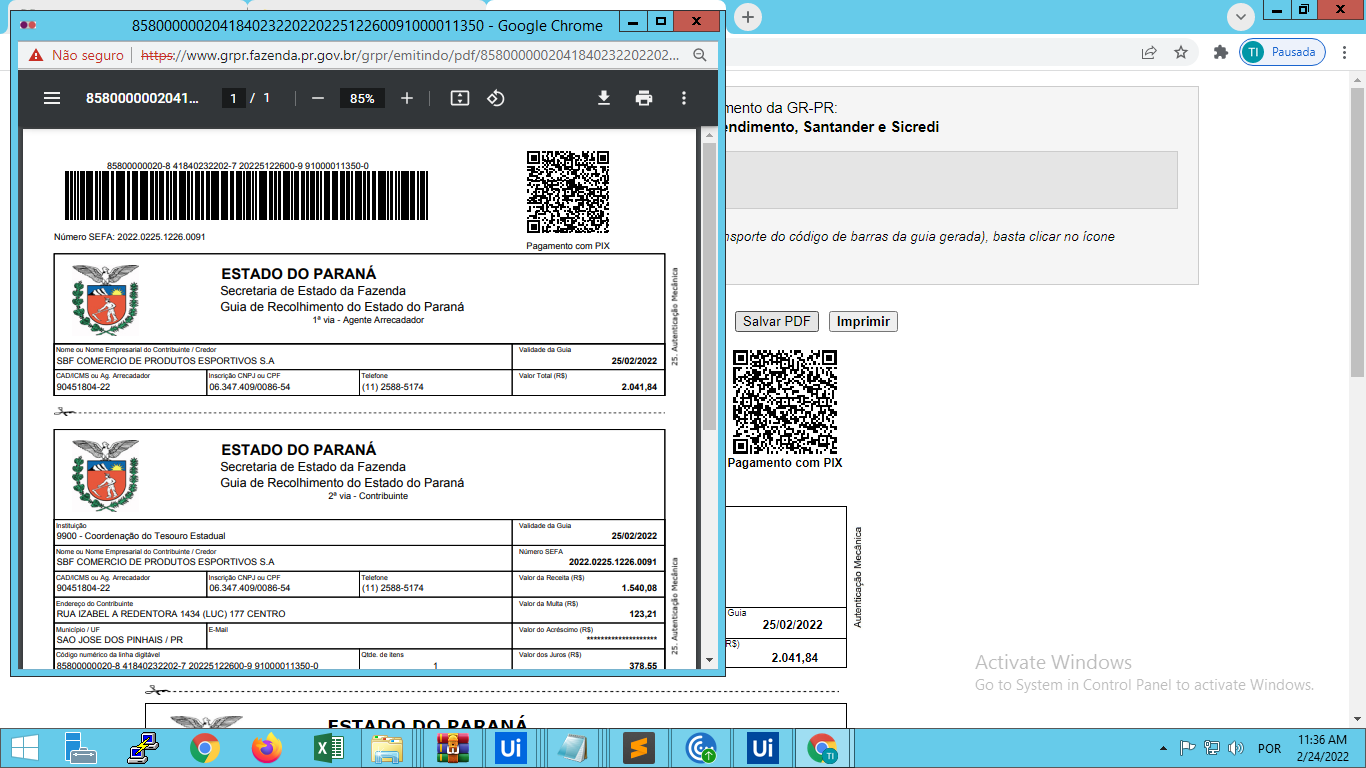 85800000020418402322022022512260091000011350 - Google Chrome
Não seguro
https://www.grpr.fazenda.pr.gov.br/grpr/emitindo/pdf/8580000002041840232202202...
TI
Pausada
8580000002041...
1 / 1
85%
85800000020-8 41840232202-7 20225122600-9 91000011350-0
Número SEFA: 2022.0225.1226.0091
Pagamento com PIX
ESTADO DO PARANÁ
Secretaria de Estado da Fazenda
Guia de Recolhimento do Estado do Paraná
1ª via - Agente Arrecadador
25. Autenticação Mecânica
Nome ou Nome Empresarial do Contribuinte / Credor
SBF COMERCIO DE PRODUTOS ESPORTIVOS S.A
Validade da Guia
25/02/2022
CAD/ICMS ou Ag. Arrecadador
90451804-22
Inscrição CNPJ ou CPF
06.347.409/0086-54
Telefone
(11) 2588-5174
Valor Total (R$)
2.041,84
ESTADO DO PARANÁ
Secretaria de Estado da Fazenda
Guia de Recolhimento do Estado do Paraná
2ª via - Contribuinte
Instituição
9900 - Coordenação do Tesouro Estadual
Validade da Guia
25/02/2022
Nome ou Nome Empresarial do Contribuinte / Credor
SBF COMERCIO DE PRODUTOS ESPORTIVOS S.A
Número SEFA
2022.0225.1226.0091
CAD/ICMS ou Ag. Arrecadador
90451804-22
Inscrição CNPJ ou CPF
06.347.409/0086-54
Telefone
(11) 2588-5174
Valor da Receita (R$)
1.540,08
Endereço do Contribuinte
RUA IZABEL A REDENTORA 1434 (LUC) 177 CENTRO
Valor da Multa (R$)
123,21
Município / UF
SAO JOSE DOS PINHAIS / PR
E-Mail
Valor do Acréscimo (R$)
********************
Código numérico da linha digitável
85800000020-8 41840232202-7 20225122600-9 91000011350-0
Qtde. de itens
1
Valor dos Juros (R$)
378,55
25. Autenticação Mecânica
mento da GR-PR:
endimento, Santander e Sicredi
nsporte do código de barras da guia gerada), basta clicar no ícone
Salvar PDF
Imprimir
Pagamento com PIX
Autenticação Mecânica
Guia
25/02/2022
R$)
2.041,84
Activate Windows
Go to System in Control Panel to activate Windows.
ESTADO DO PARANÁ
Ui
Ui
TI
POR
11:36 AM
2/24/2022